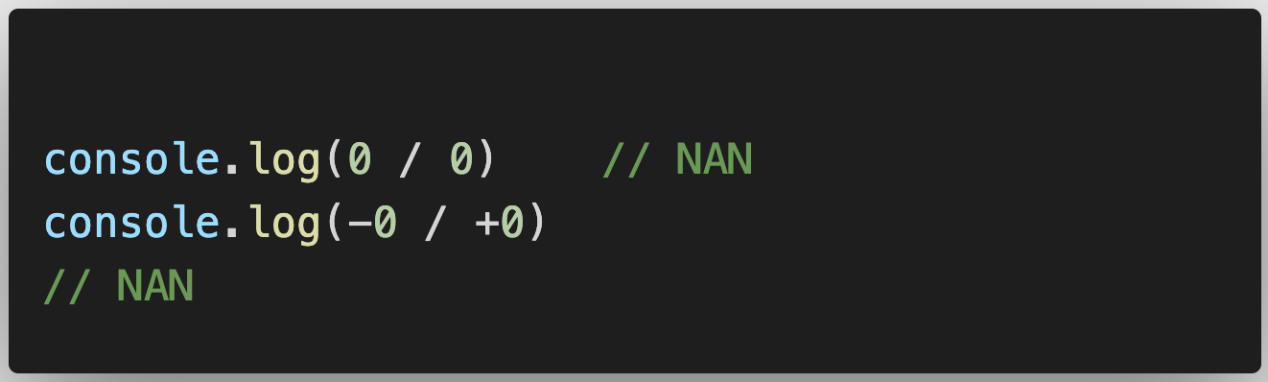 console.log(0 / 0)    // NAN
console.log(-0 / +0)
// NAN